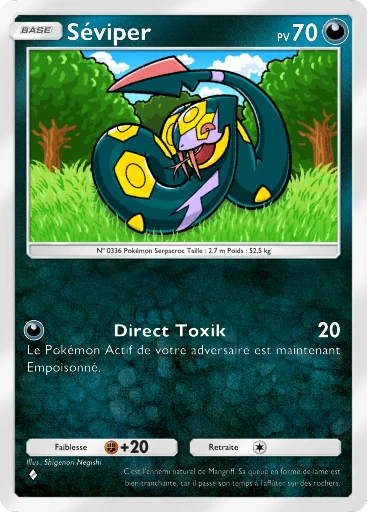 BASE Séviper PV 70
N° 0336 Pokémon Serpacroc Taille : 2,7 m Poids : 52,5 kg
Direct Toxik 20
Le Pokémon Actif de votre adversaire est maintenant
Empoisonné.
Faiblesse +20 Retraite
Illus. Shigenori Negishi
C'est l'ennemi naturel de Mangriff. Sa queue en forme de lame est
bien tranchante, car il passe son temps à l'affûter sur des rochers.